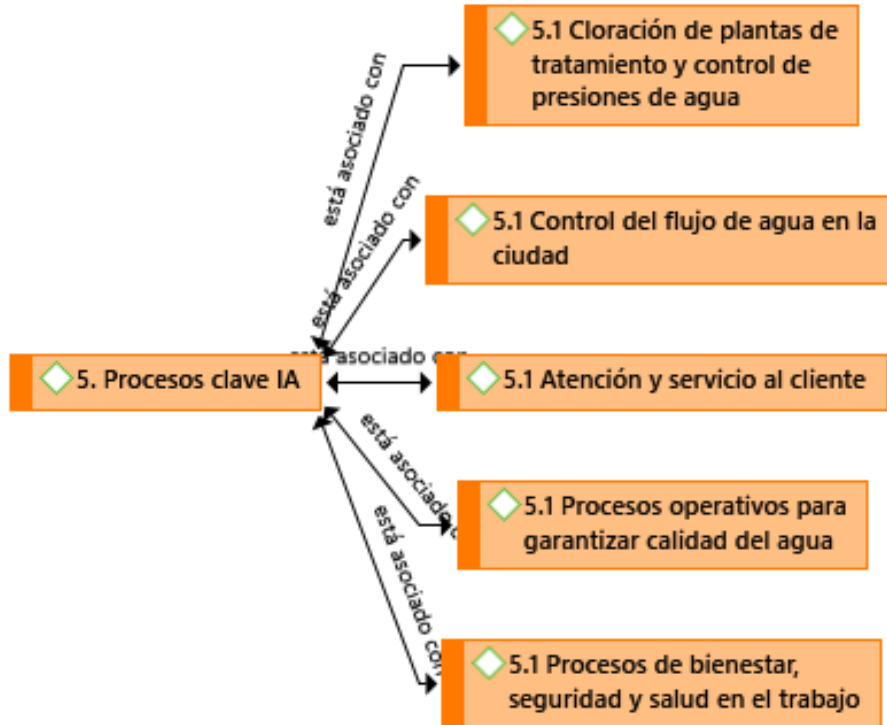 5.1 Cloración de plantas de
tratamiento y control de
presiones de agua
está asociado con
5.1 Control del flujo de agua en la
ciudad
está asociado con
está asociado con
5. Procesos clave IA
5.1 Atención y servicio al cliente
está asociado
5.1 Procesos operativos para
garantizar calidad del agua
está asociado con
5.1 Procesos de bienestar,
seguridad y salud en el trabajo